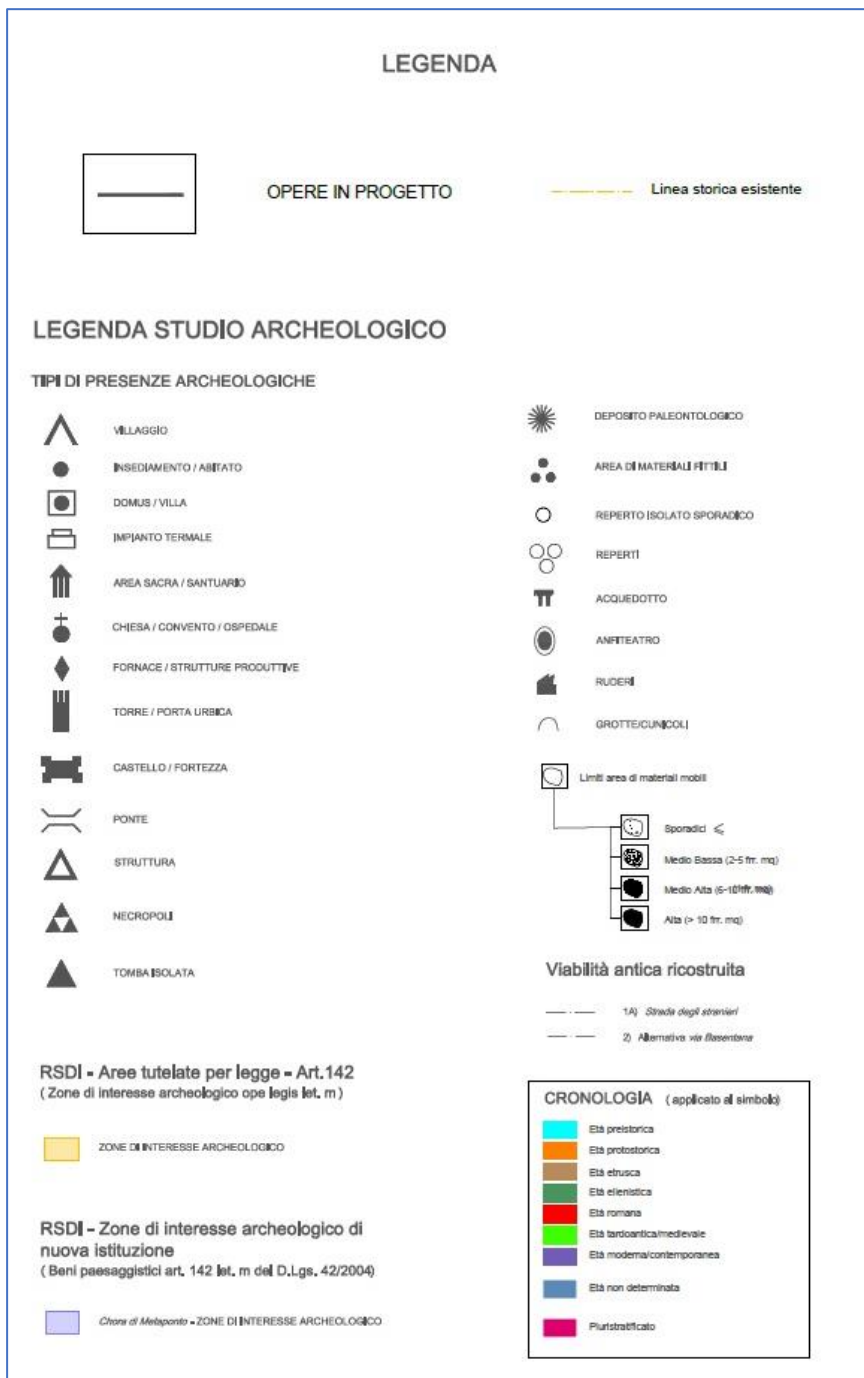 LEGENDA
OPERE IN PROGETTO
Linea storica esistente
LEGENDA STUDIO ARCHEOLOGICO
TIPI DI PRESENZE ARCHEOLOGICHE
VILLAGGIO
INSEDIAMENTO / ABITATO
DOMUS / VILLA
IMPIANTO TERMALE
AREA SACRA / SANTUARIO
CHIESA / CONVENTO / OSPEDALE
FORNACE / STRUTTURE PRODUTTIVE
TORRE / PORTA URBICA
CASTELLO / FORTEZZA
PONTE
STRUTTURA
NECROPOLI
TOMBA ISOLATA
DEPOSITO PALEONTOLOGICO
AREA DI MATERIALI FITTILI
REPERTO ISOLATO SPORADICO
REPERTI
ACQUEDOTTO
ANFITEATRO
RUDERI
GROTTE/CUNICOLI
Limiti area di materiali mobili
Sporadici ⩽
Medio Bassa (2-5 frr. mq)
Medio Alta (6-10 frr. mq)
Alta (> 10 frr. mq)
Viabilità antica ricostruita
1A) Strada degli stranieri
2) Alternativa via Basentana
RSDI - Aree tutelate per legge - Art.142
( Zone di interesse archeologico ope legis let. m )
ZONE DI INTERESSE ARCHEOLOGICO
RSDI - Zone di interesse archeologico di
nuova istituzione
( Beni paesaggistici art. 142 let. m del D.Lgs. 42/2004)
Chora di Metaponto - ZONE DI INTERESSE ARCHEOLOGICO
CRONOLOGIA ( applicato al simbolo)
Età preistorica
Età protostorica
Età etrusca
Età ellenistica
Età romana
Età tardoantica/medievale
Età moderna/contemporanea
Età non determinata
Pluristratificato